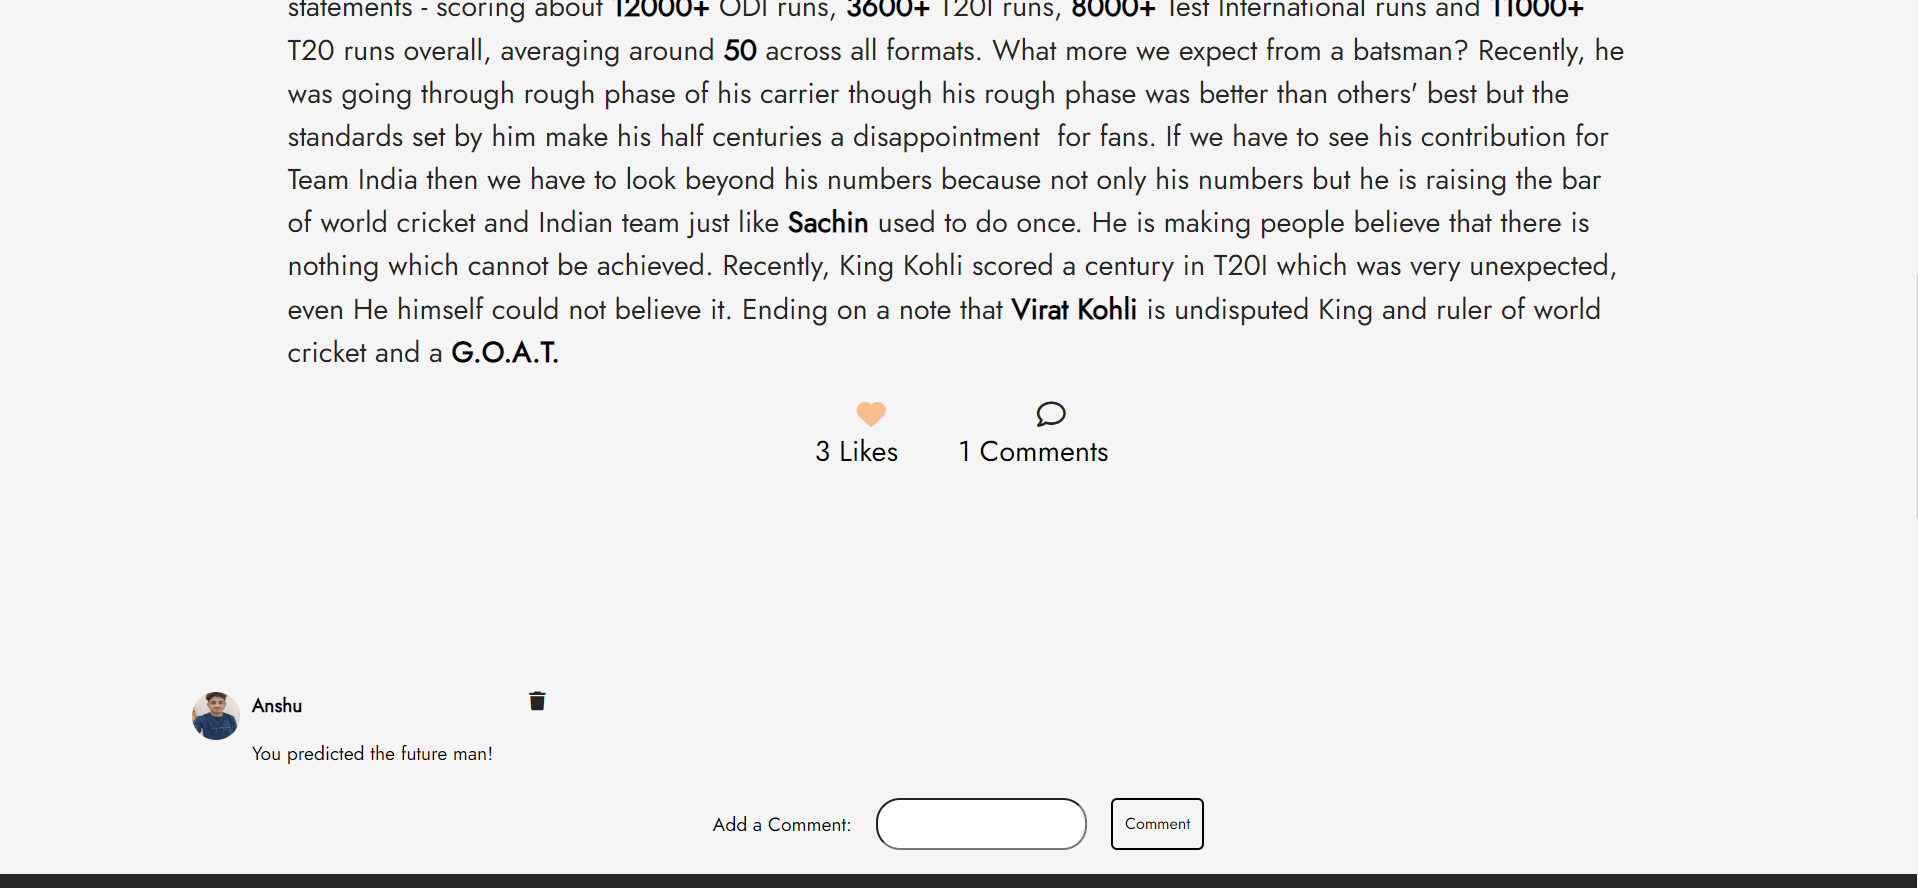 statements - scoring about 12000+ ODI runs, 3600+ T20I runs, 8000+ Test International runs and 11000+
T20 runs overall, averaging around 50 across all formats. What more we expect from a batsman? Recently, he
was going through rough phase of his carrier though his rough phase was better than others' best but the
standards set by him make his half centuries a disappointment  for fans. If we have to see his contribution for
Team India then we have to look beyond his numbers because not only his numbers but he is raising the bar
of world cricket and Indian team just like Sachin used to do once. He is making people believe that there is
nothing which cannot be achieved. Recently, King Kohli scored a century in T20I which was very unexpected,
even He himself could not believe it. Ending on a note that Virat Kohli is undisputed King and ruler of world
cricket and a G.O.A.T.
3 Likes 1 Comments
Anshu
You predicted the future man!
Add a Comment: Comment